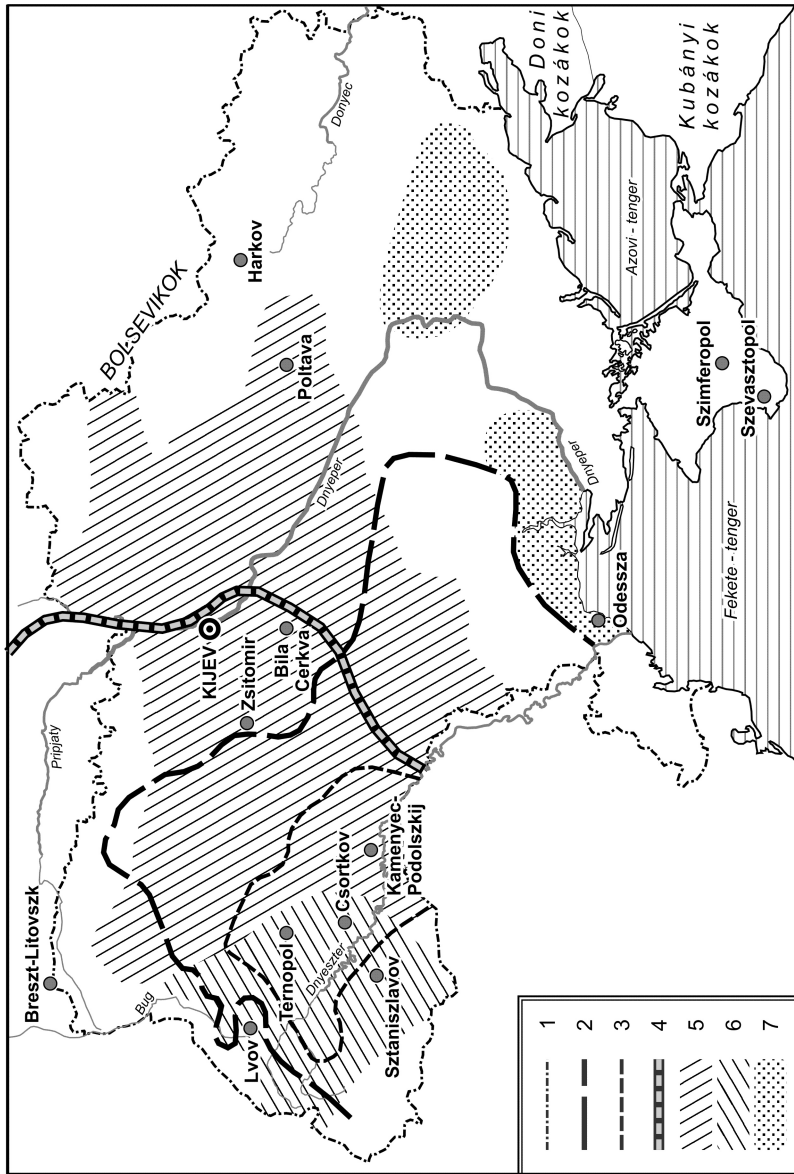 BOLSEVIKOK
Breszt-Litovszk
Pripjaty
Bug
KIJEV
Zsitomir
Bila
Cerkva
Harkov
Donyec
Poltava
Dnyeper
Lvov
Ternopol
Csortkov
Dnyeszter
Sztaniszlavov
Kamenyec-
Podolszkij
Dnyeper
Odessza
Doni
kozákok
Kubányi
kozákok
Azovi - tenger
Fekete - tenger
Szimferopol
Szevasztopol
1
2
3
4
5
6
7